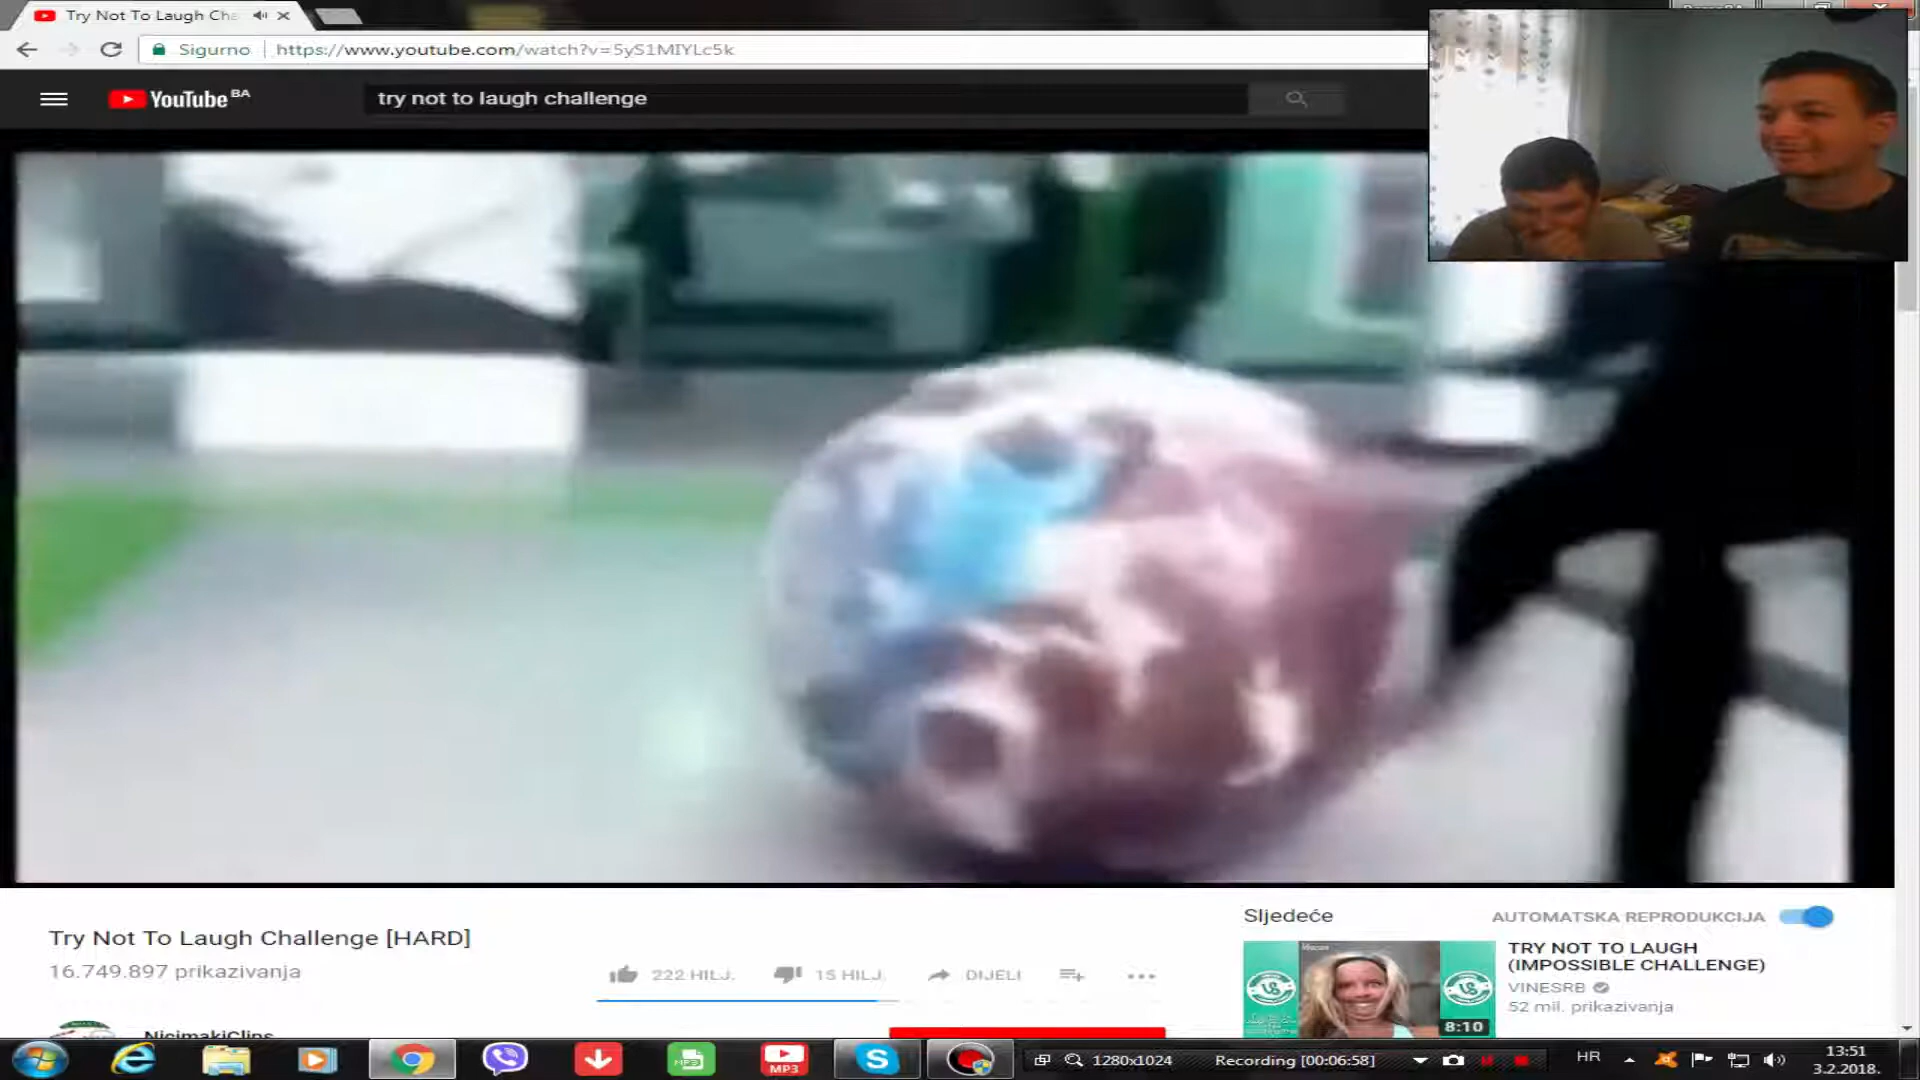 Try Not To Laugh Cha
Sigurno
https://www.youtube.com/watch?v=5yS1MIYLc5k
YouTube BA
try not to laugh challenge
Try Not To Laugh Challenge [HARD]
16.749.897 prikazivanja
222 HILJ.
15 HILJ.
DIJELI
NicimakiClips
Sljedeće
AUTOMATSKA REPRODUKCIJA
TRY NOT TO LAUGH
(IMPOSSIBLE CHALLENGE)
VINESRB
52 mil. prikazivanja
8:10
MP3
MP3
1280x1024
Recording [00:06:58]
HR
13:51
3.2.2018.